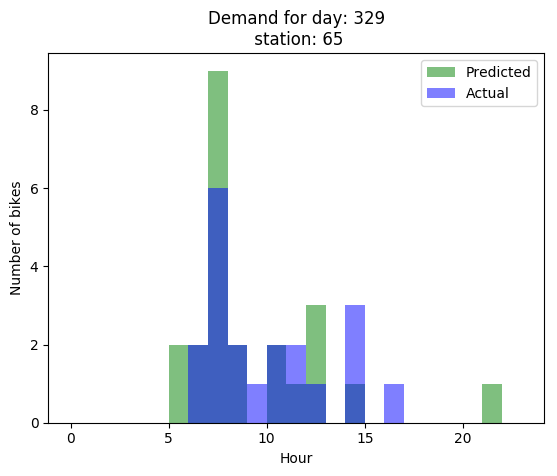 Demand for day: 329
station: 65
Predicted
Actual
Number of bikes
8
6
4
2
0
0
5
10
15
20
Hour